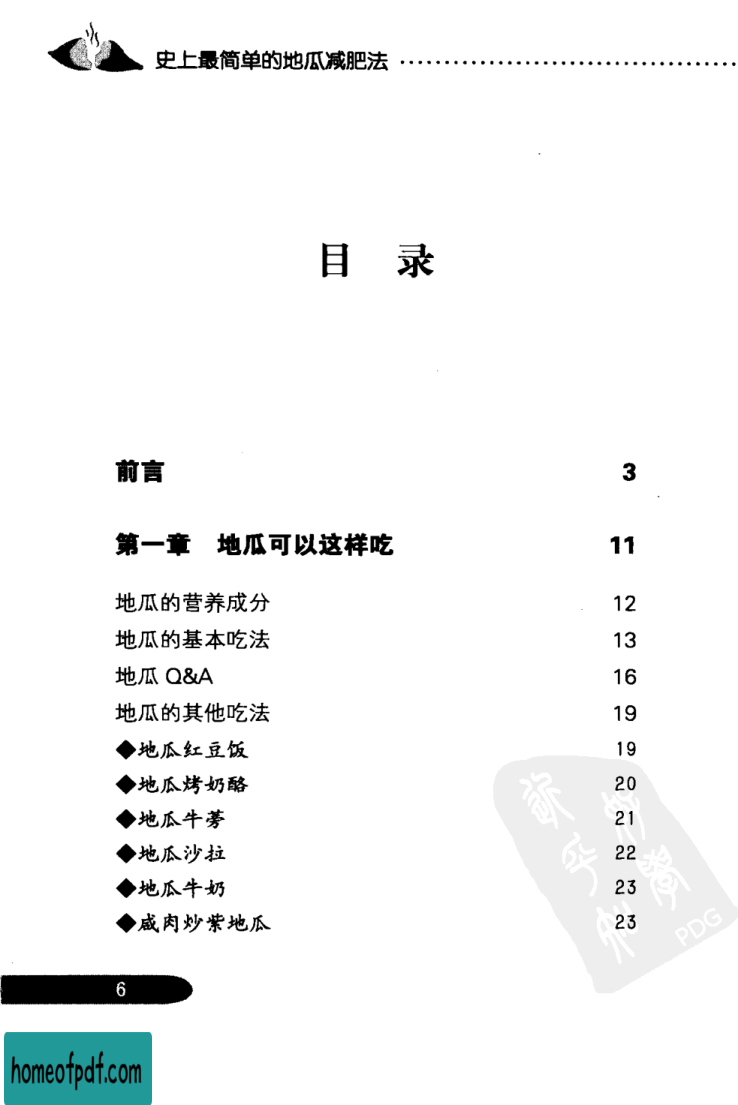 史上最简单的地瓜减肥法 ……………………………………
目 录
前言 3
第一章 地瓜可以这样吃 11
地瓜的营养成分 12
地瓜的基本吃法 13
地瓜 Q&A 16
地瓜的其他吃法 19
◆地瓜红豆饭 19
◆地瓜烤奶酪 20
◆地瓜牛蒡 21
◆地瓜沙拉 22
◆地瓜牛奶 23
◆咸肉炒紫地瓜 23
PDG
6
homeofpdf.com